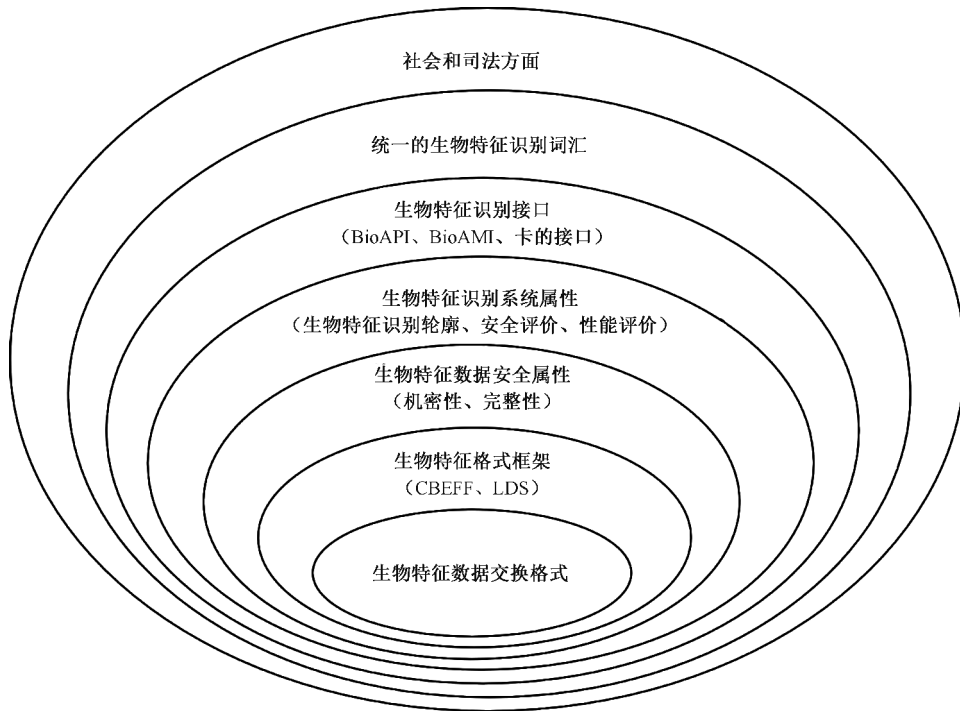 社会和司法方面
统一的生物特征识别词汇
生物特征识别接口
（BioAPI、BioAMI、卡的接口）
生物特征识别系统属性
（生物特征识别轮廓、安全评价、性能评价）
生物特征数据安全属性
（机密性、完整性）
生物特征格式框架
（CBEFF、LDS）
生物特征数据交换格式